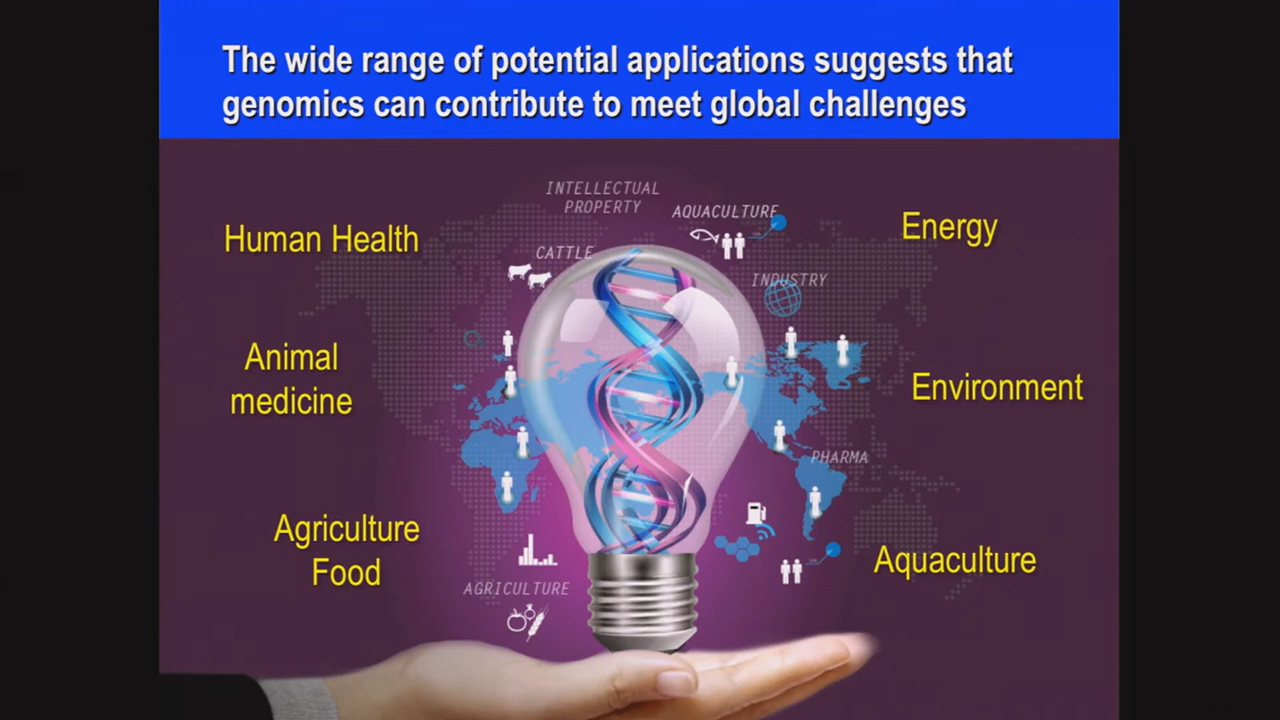 The wide range of potential applications suggests that
genomics can contribute to meet global challenges
INTELLECTUAL
PROPERTY
AQUACULTURE
CATTLE
INDUSTRY
Human Health
Energy
Animal
medicine
Environment
PHARMA
Agriculture
Food
Aquaculture
AGRICULTURE